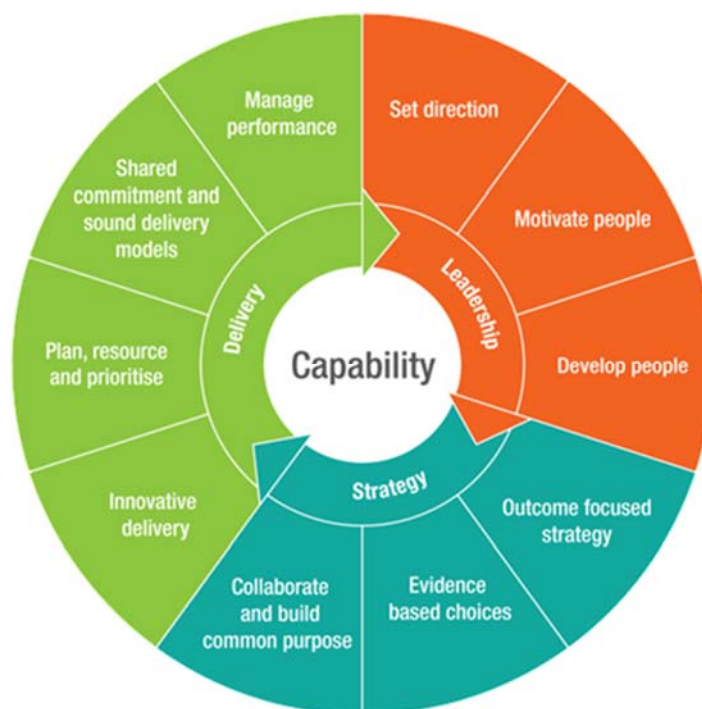 Manage
performance
Set direction
Shared
commitment and
sound delivery
models
Motivate people
Delivery
Leadership
Plan, resource
and prioritise
Capability
Develop people
Strategy
Innovative
delivery
Outcome focused
strategy
Collaborate
and build
common purpose
Evidence
based choices